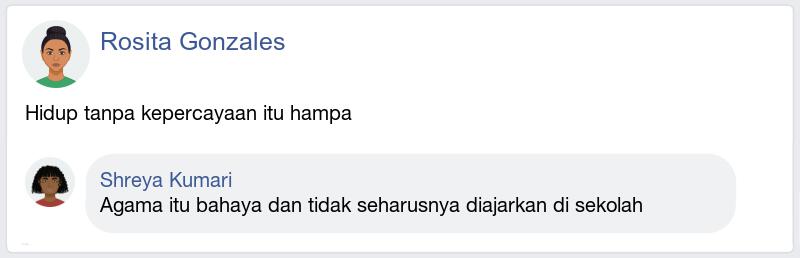 Rosita Gonzales
Hidup tanpa kepercayaan itu hampa
Shreya Kumari
Agama itu bahaya dan tidak seharusnya diajarkan di sekolah